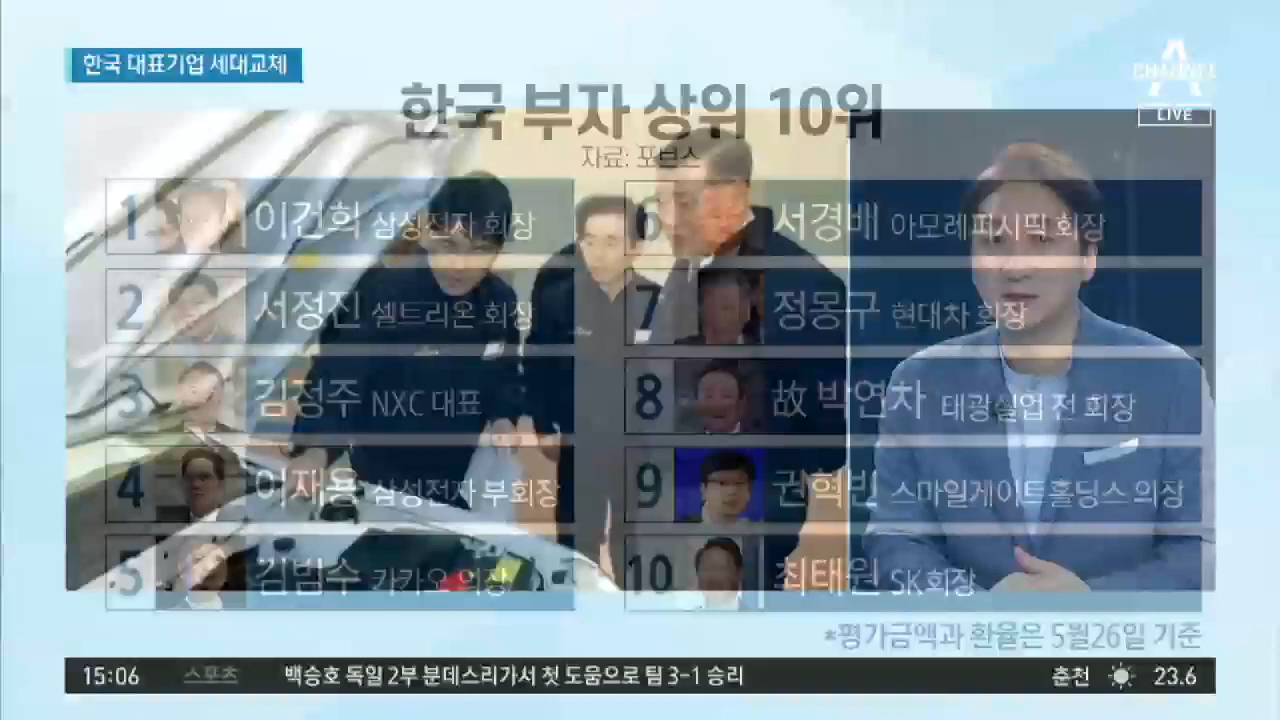 한국 대표기업 세대교체
CHANNEL A
LIVE
한국 부자 상위 10위
자료: 포브스
1 이건희 삼성전자 회장
2 서정진 셀트리온 회장
3 김정주 NXC 대표
4 이재용 삼성전자 부회장
5 김범수 카카오 의장
6 서경배 아모레퍼시픽 회장
7 정몽구 현대차 회장
8 故 박연차 태광실업 전 회장
9 권혁빈 스마일게이트홀딩스 의장
10 최태원 SK회장
*평가금액과 환율은 5월26일 기준
15:06 스포츠 백승호 독일 2부 분데스리가서 첫 도움으로 팀 3-1 승리 춘천 23.6